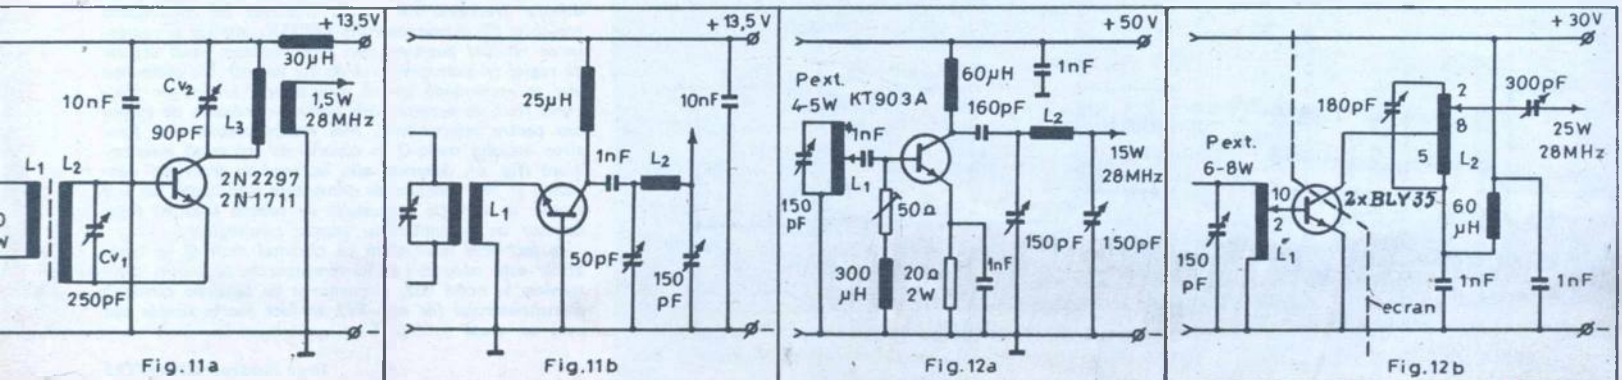 + 13,5V
30µH
10nF
Cv2
90pF
L3
1,5W
28MHz
L1
L2
2N2297
2N1711
Cv1
250pF
Fig.11a
+ 13,5V
25µH
10nF
1nF
L2
L1
50pF
150
pF
Fig.11b
+ 50V
60µH
1nF
Pext.
4-5W
KT903A
160pF
1nF
L2
15W
28MHz
L1
150
pF
50Ω
150pF
150pF
300
µH
20Ω
2W
1nF
Fig.12a
+ 30V
180pF
2
8
5
L2
300pF
25W
28MHz
Pext.
6-8W
10
2
2xBLY35
L1
150
pF
60
µH
1nF
1nF
ecran
Fig.12b